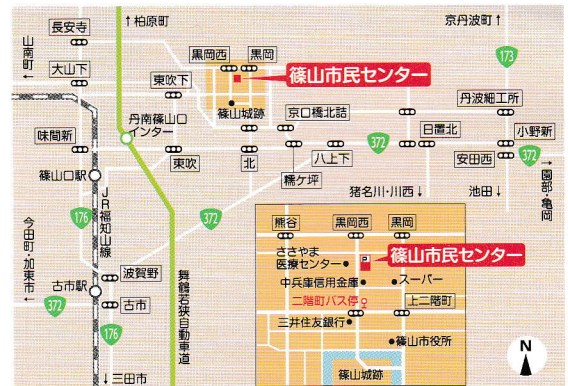 長安寺
↑柏原町
京丹波町↑
山南町←
大山下
黒岡西
黒岡
173
篠山市民センター
東吹下
篠山城跡
京口橋北詰
丹波細工所
丹南篠山口
インター
味間新
東吹
北
糯ケ坪
八上下
372
日置北
小野新
安田西
372
→園部・亀岡
篠山口駅
JR福知山線
猪名川・川西↓
池田↓
176
372
今田町・加東市←
波賀野
古市駅
古市
372
176
舞鶴若狭自動車道
↓三田市
熊谷
黒岡西
黒岡
ささやま
医療センター
P
篠山市民センター
中兵庫信用金庫
スーパー
二階町バス停
上二階町
三井住友銀行
篠山市役所
篠山城跡
N